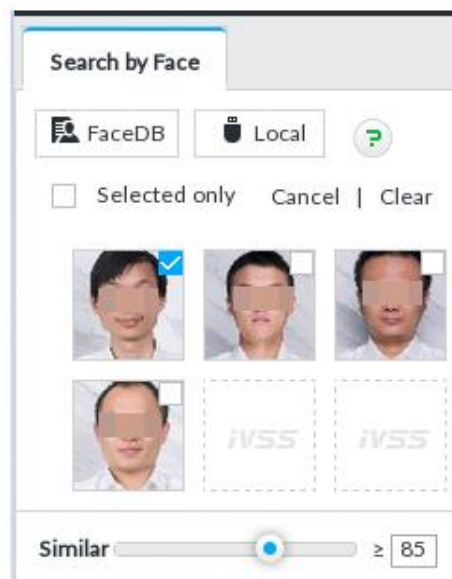 Search by Face
FaceDB Local ?
Selected only Cancel | Clear
iVSS iVSS
Similar ≥ 85